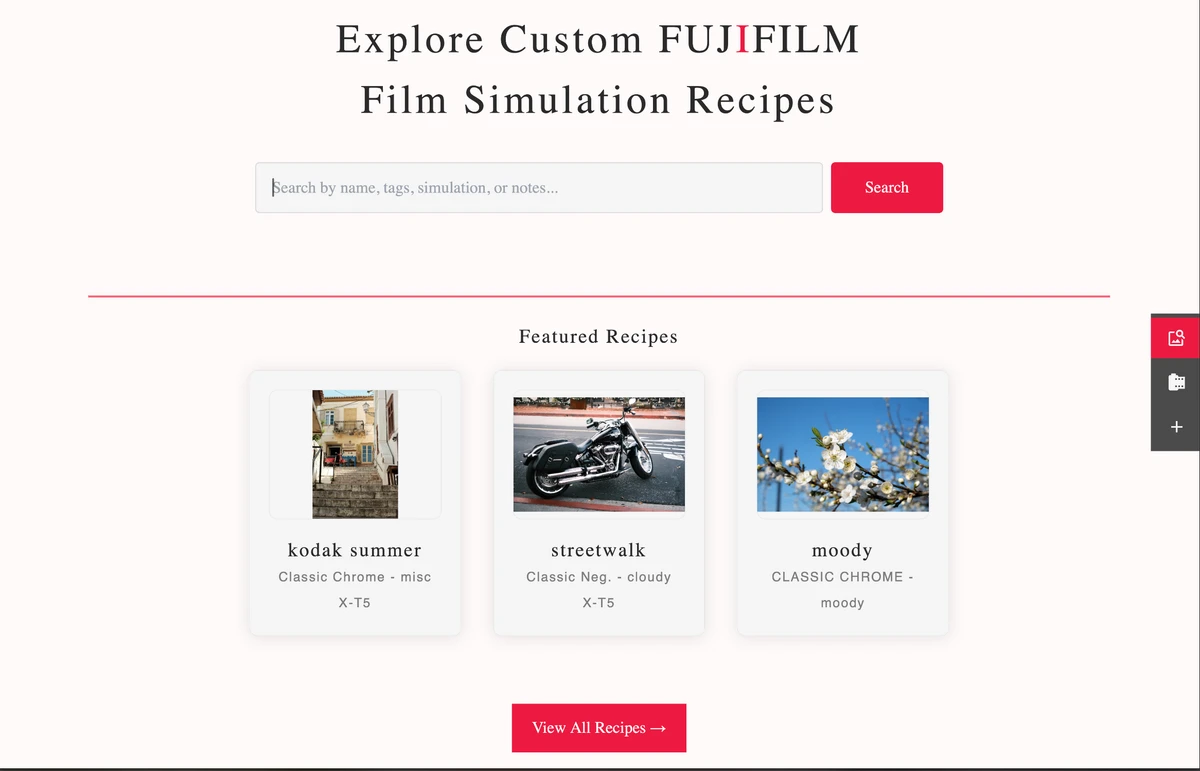 Explore Custom FUJIFILM
Film Simulation Recipes
Search by name, tags, simulation, or notes...
Search
Featured Recipes
kodak summer
Classic Chrome - misc
X-T5
streetwalk
Classic Neg. - cloudy
X-T5
moody
CLASSIC CHROME -
moody
View All Recipes →